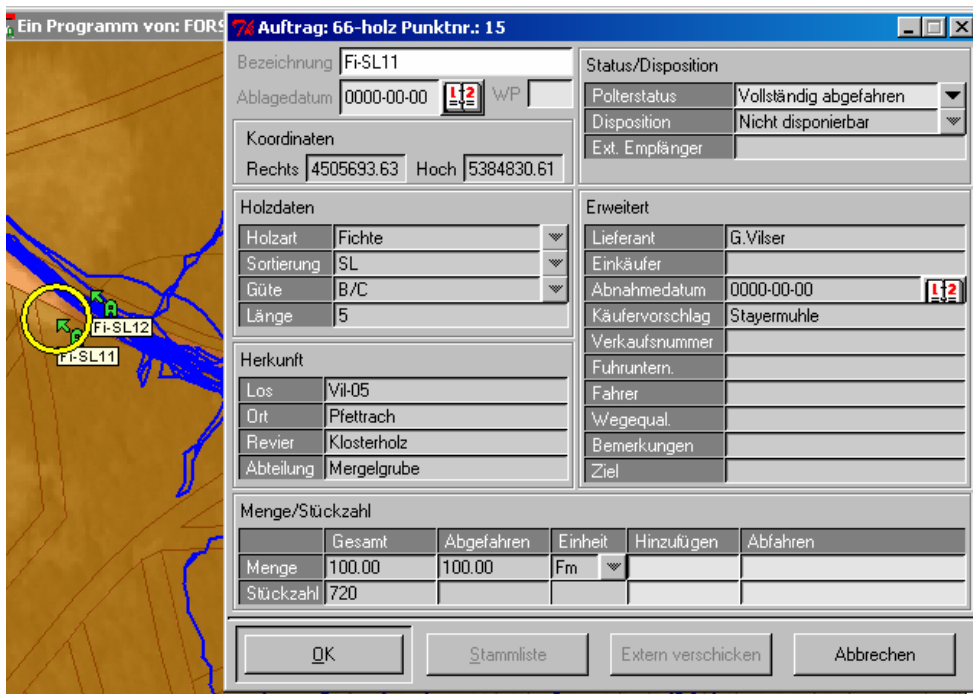 Ein Programm von: FORS
Auftrag: 66-holz Punktnr.: 15
Bezeichnung Fi-SL11
Ablagedatum 0000-00-00 WP
Koordinaten
Rechts 4505693.63 Hoch 5384830.61
Status/Disposition
Polterstatus Vollständig abgefahren
Disposition Nicht disponierbar
Ext. Empfänger
Holzdaten
Holzart Fichte
Sortierung SL
Güte B/C
Länge 5
Erweitert
Lieferant G.Vilser
Einkäufer
Abnahmedatum 0000-00-00
Käufervorschlag Stayermuhle
Verkaufsnummer
Fuhruntern.
Fahrer
Wegequal.
Bemerkungen
Ziel
Herkunft
Los Vil-05
Ort Pfettrach
Revier Klosterholz
Abteilung Mergelgrube
Menge/Stückzahl
Gesamt Abgefahren Einheit Hinzufügen Abfahren
Menge 100.00 100.00 Fm
Stückzahl 720
OK Stammliste Extern verschicken Abbrechen
Fi-SL12
Fi-SL11